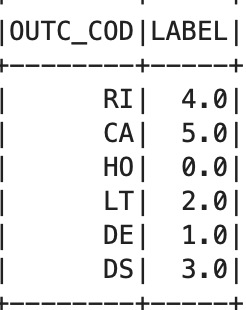 |OUTC_COD|LABEL|
+--------+-----+
|      RI|  4.0|
|      CA|  5.0|
|      HO|  0.0|
|      LT|  2.0|
|      DE|  1.0|
|      DS|  3.0|
+--------+-----+